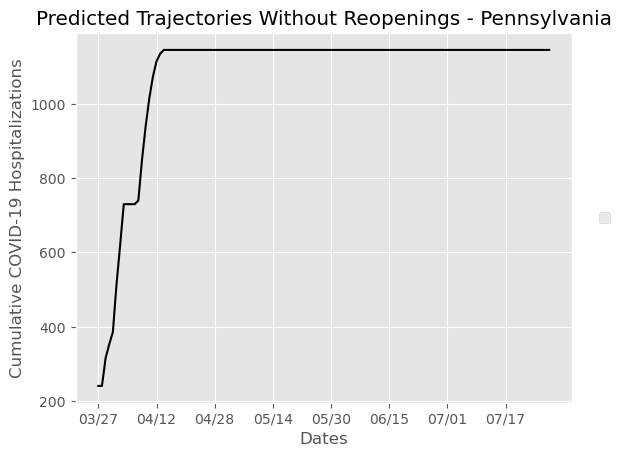 Predicted Trajectories Without Reopenings - Pennsylvania
Cumulative COVID-19 Hospitalizations
1000
800
600
400
200
03/27 04/12 04/28 05/14 05/30 06/15 07/01 07/17
Dates